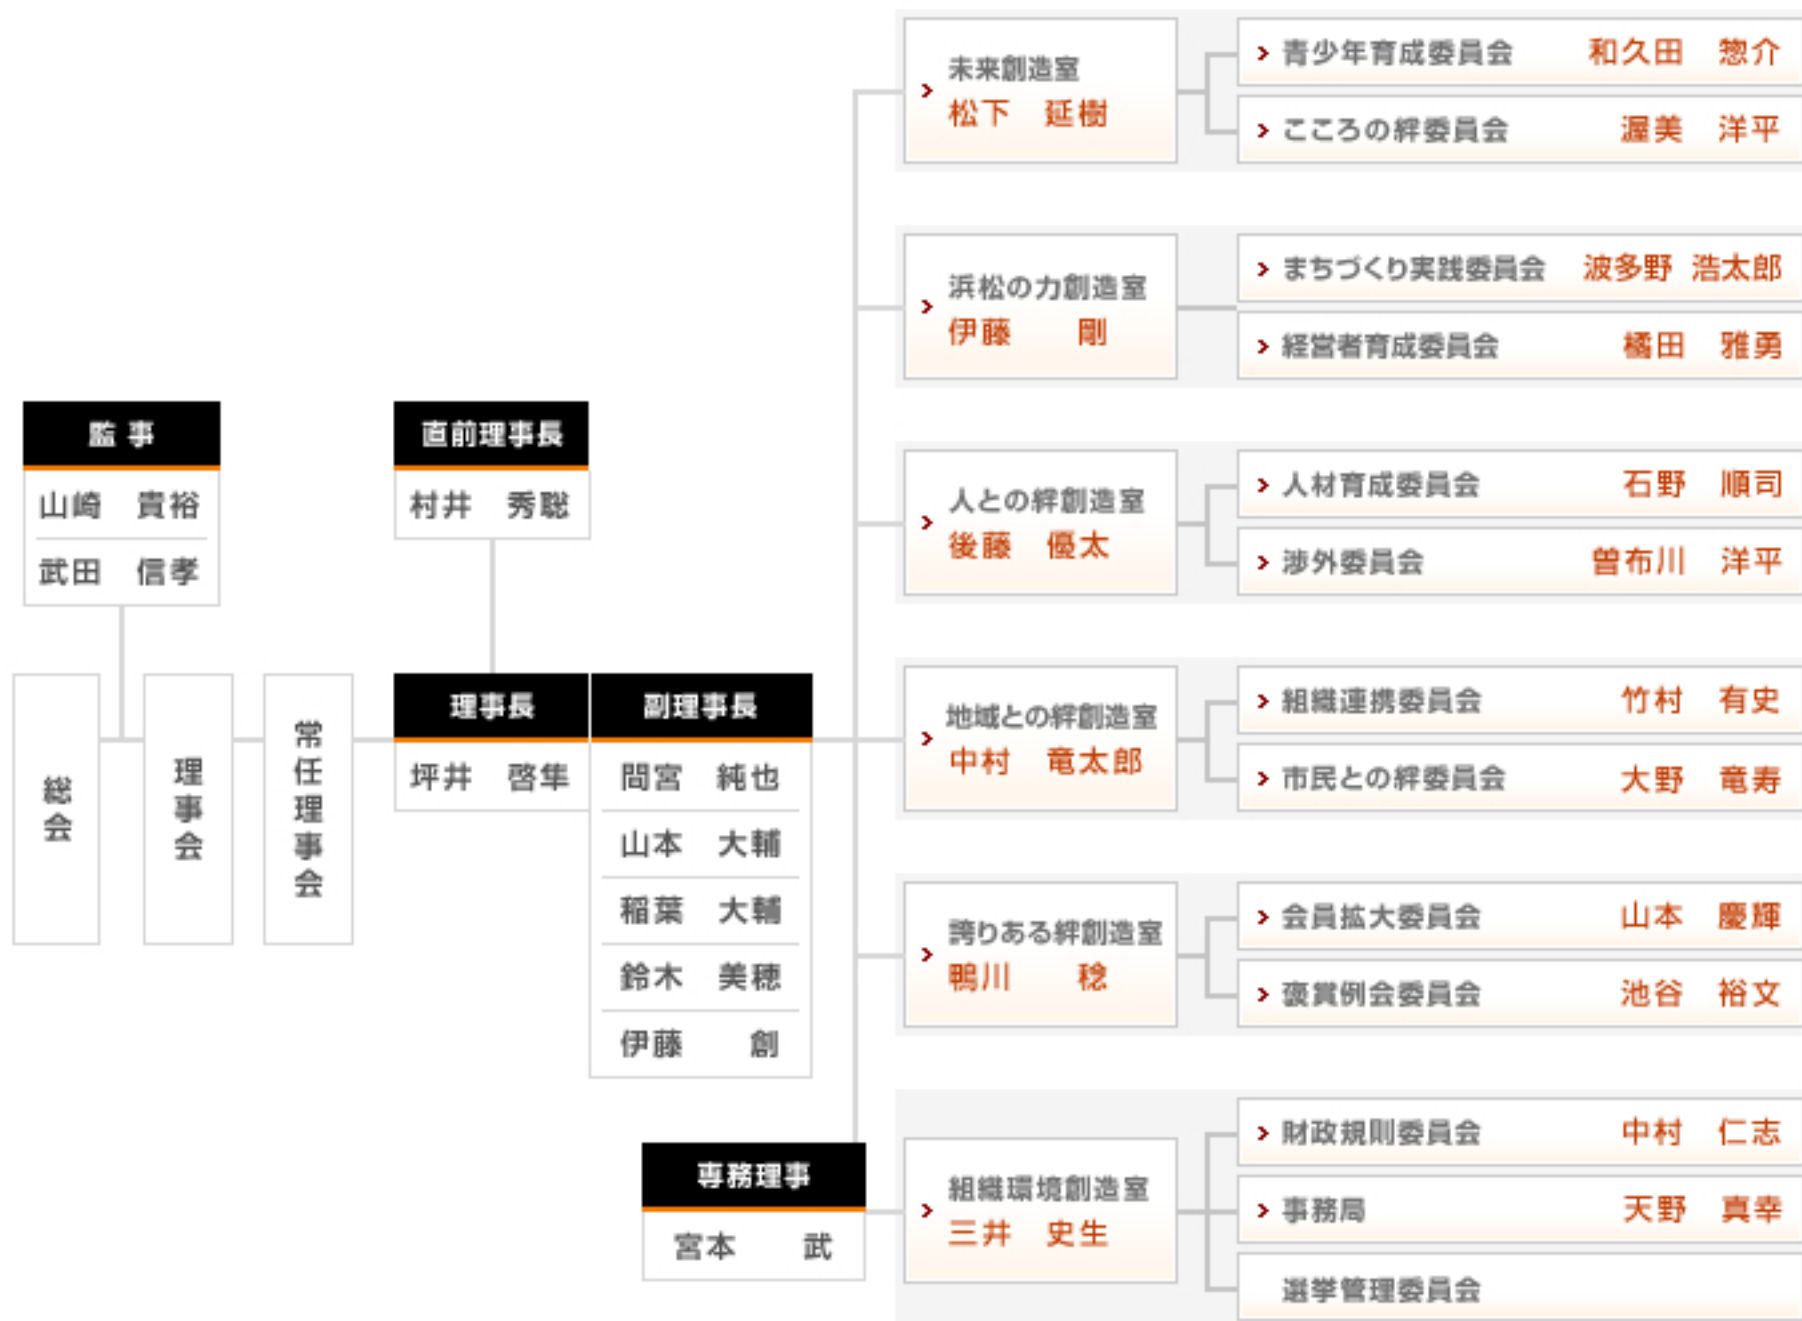 監 事
山崎　貴裕
武田　信孝
総会
理事会
常任理事会
直前理事長
村井　秀聡
理事長
坪井　啓隼
副理事長
間宮　純也
山本　大輔
稲葉　大輔
鈴木　美穂
伊藤　　創
専務理事
宮本　　武
未来創造室
松下　延樹
青少年育成委員会　和久田　惣介
こころの絆委員会　渥美　洋平
浜松の力創造室
伊藤　　剛
まちづくり実践委員会　波多野 浩太郎
経営者育成委員会　橘田　雅勇
人との絆創造室
後藤　優太
人材育成委員会　石野　順司
渉外委員会　曽布川　洋平
地域との絆創造室
中村　竜太郎
組織連携委員会　竹村　有史
市民との絆委員会　大野　竜寿
誇りある絆創造室
鴨川　　稔
会員拡大委員会　山本　慶輝
褒賞例会委員会　池谷　裕文
組織環境創造室
三井　史生
財政規則委員会　中村　仁志
事務局　天野　真幸
選挙管理委員会